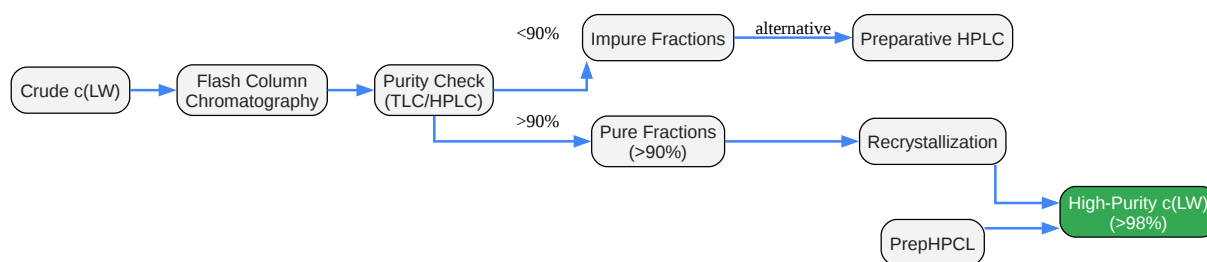 <90%
Impure Fractions
alternative
Preparative HPLC
Crude c(LW)
Flash Column
Chromatography
Purity Check
(TLC/HPLC)
>90%
Pure Fractions
(>90%)
Recrystallization
High-Purity c(LW)
(>98%)
PrepHPCL